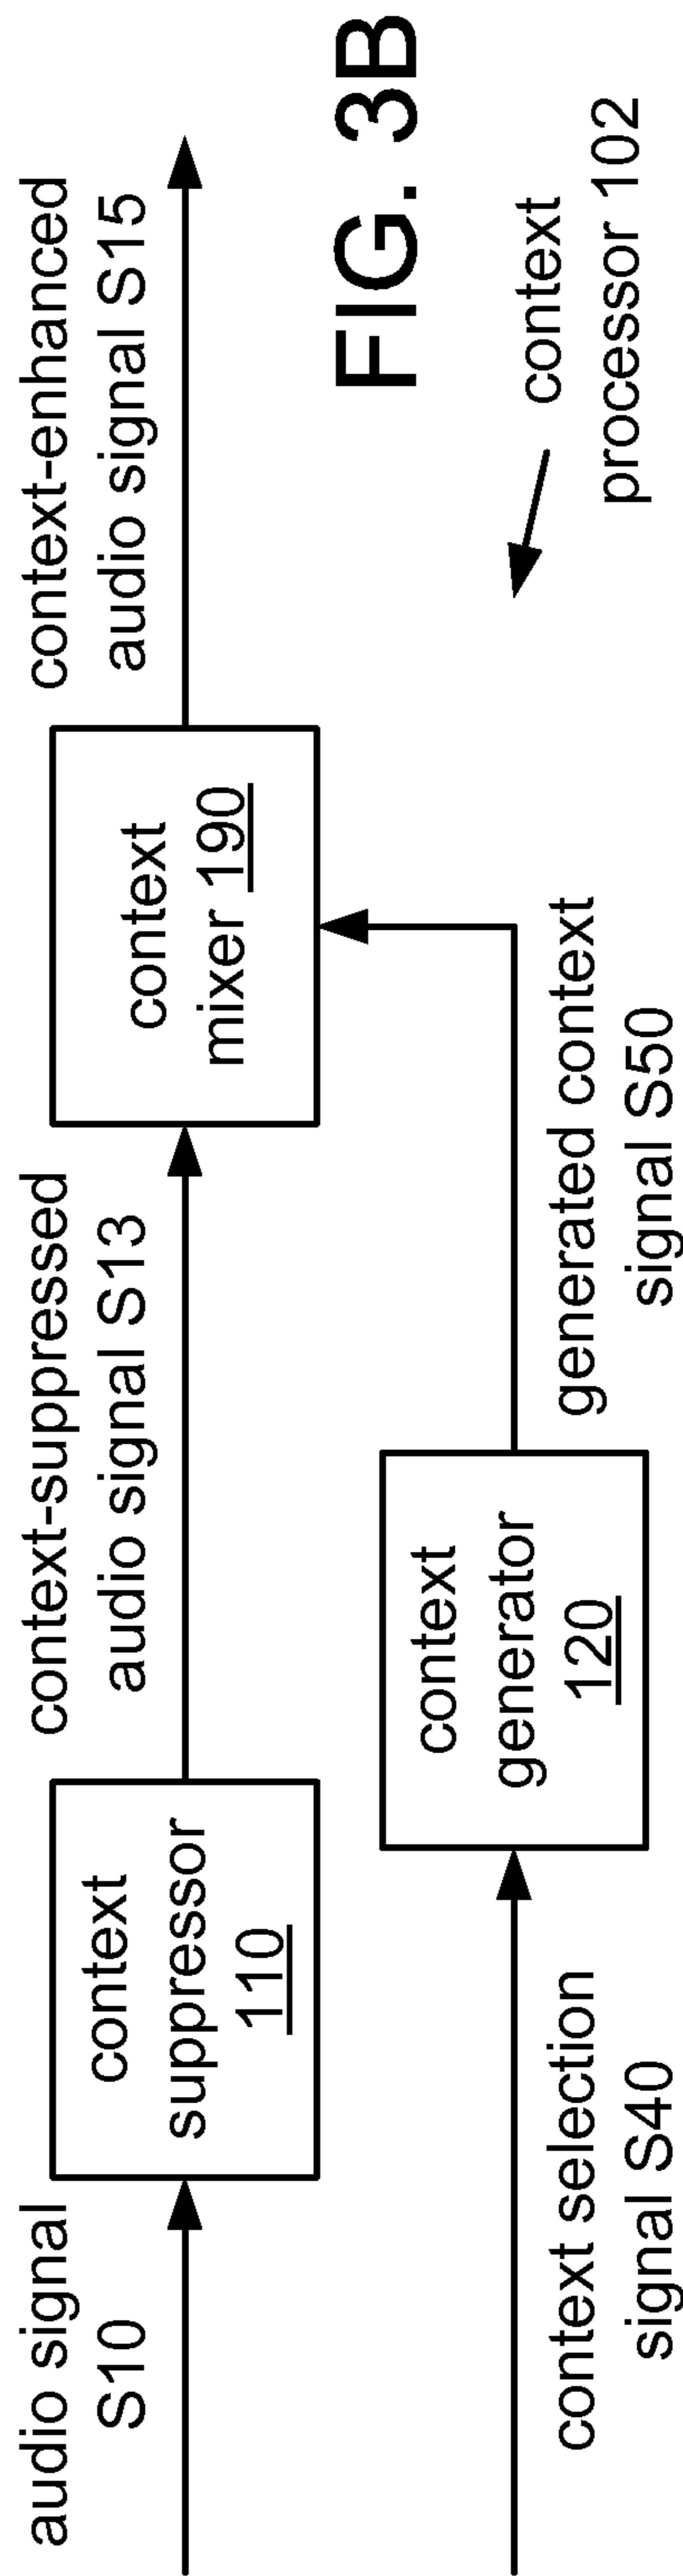 audio signal
S10
context
suppressor
110
context-suppressed
audio signal S13
context
mixer 190
context-enhanced
audio signal S15
context selection
signal S40
context
generator
120
generated context
signal S50
context
processor 102
FIG. 3B